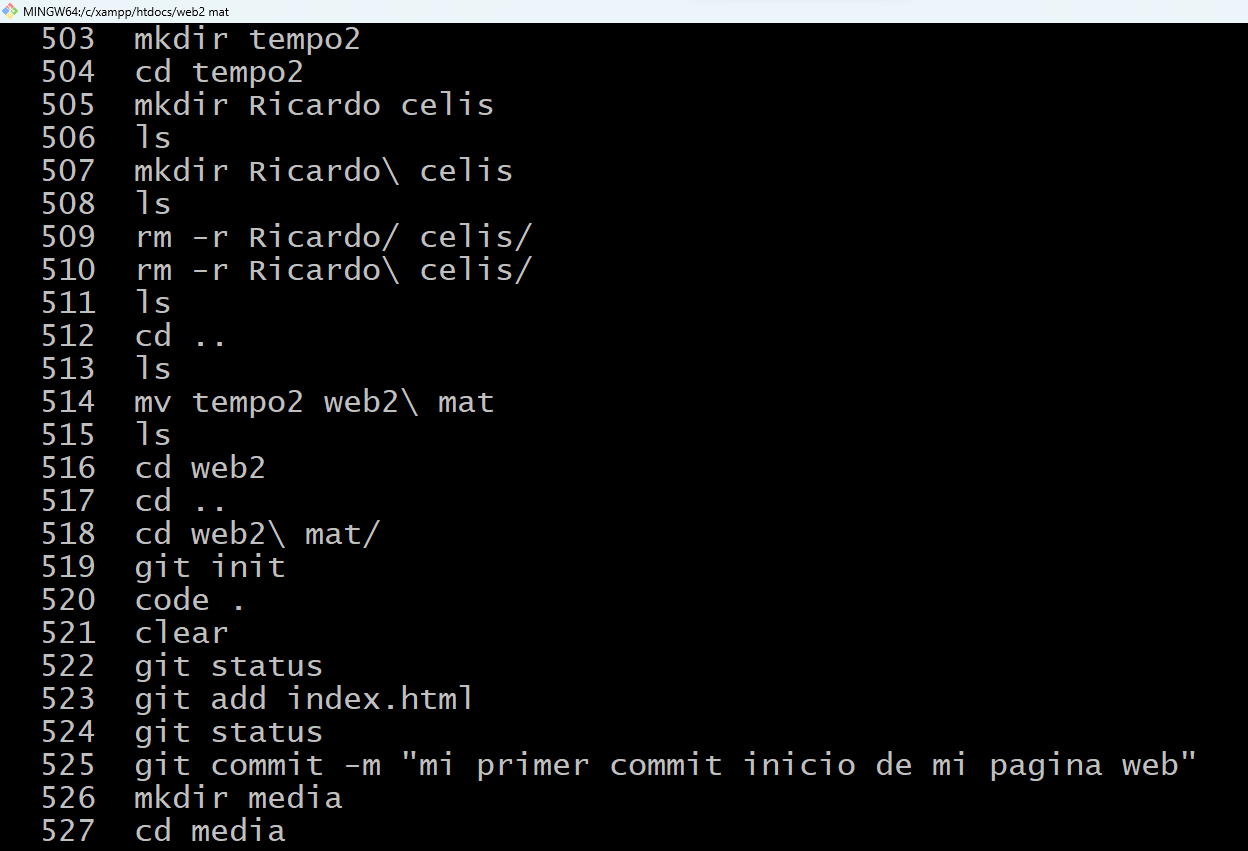 MINGW64:/c/xampp/htdocs/web2 mat
503 mkdir tempo2
504 cd tempo2
505 mkdir Ricardo celis
506 ls
507 mkdir Ricardo\ celis
508 ls
509 rm -r Ricardo/ celis/
510 rm -r Ricardo\ celis/
511 ls
512 cd ..
513 ls
514 mv tempo2 web2\ mat
515 ls
516 cd web2
517 cd ..
518 cd web2\ mat/
519 git init
520 code .
521 clear
522 git status
523 git add index.html
524 git status
525 git commit -m "mi primer commit inicio de mi pagina web"
526 mkdir media
527 cd media